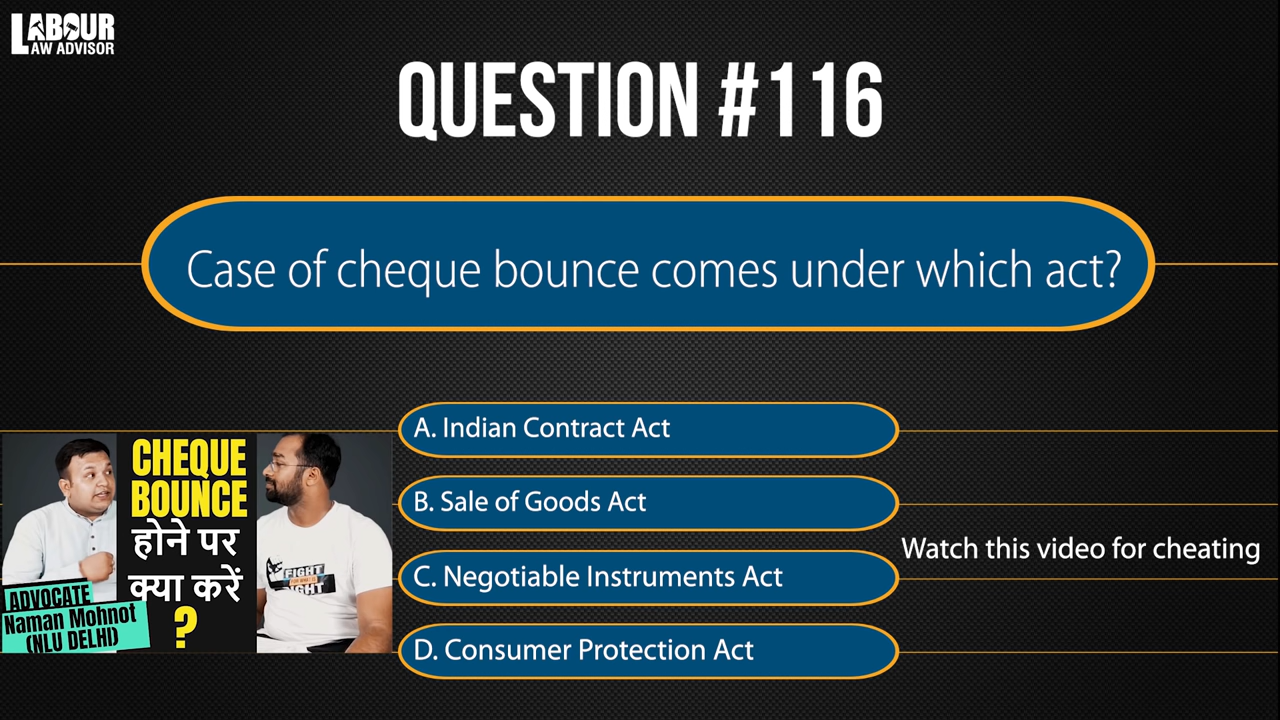 LABOUR
LAW ADVISOR
QUESTION #116
Case of cheque bounce comes under which act?
A. Indian Contract Act
B. Sale of Goods Act
C. Negotiable Instruments Act
D. Consumer Protection Act
CHEQUE
BOUNCE
होने पर
क्या करें
?
ADVOCATE
Naman Mohnot
(NLU DELHI)
FIGHT
Watch this video for cheating